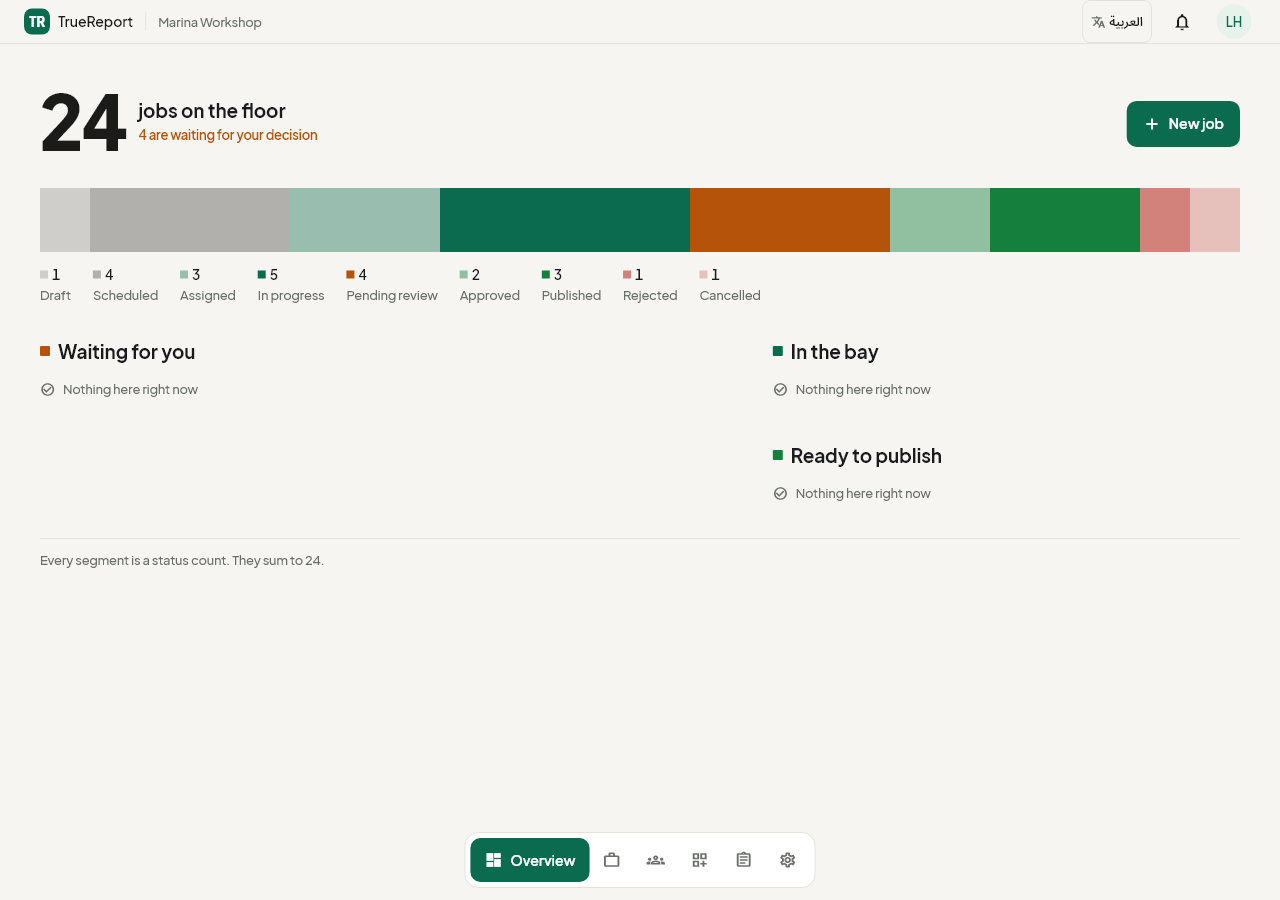 TR TrueReport Marina Workshop العربية LH
24
jobs on the floor
4 are waiting for your decision
New job
1 4 3 5 4 2 3 1 1
Draft Scheduled Assigned In progress Pending review Approved Published Rejected Cancelled
Waiting for you
Nothing here right now
In the bay
Nothing here right now
Ready to publish
Nothing here right now
Every segment is a status count. They sum to 24.
Overview